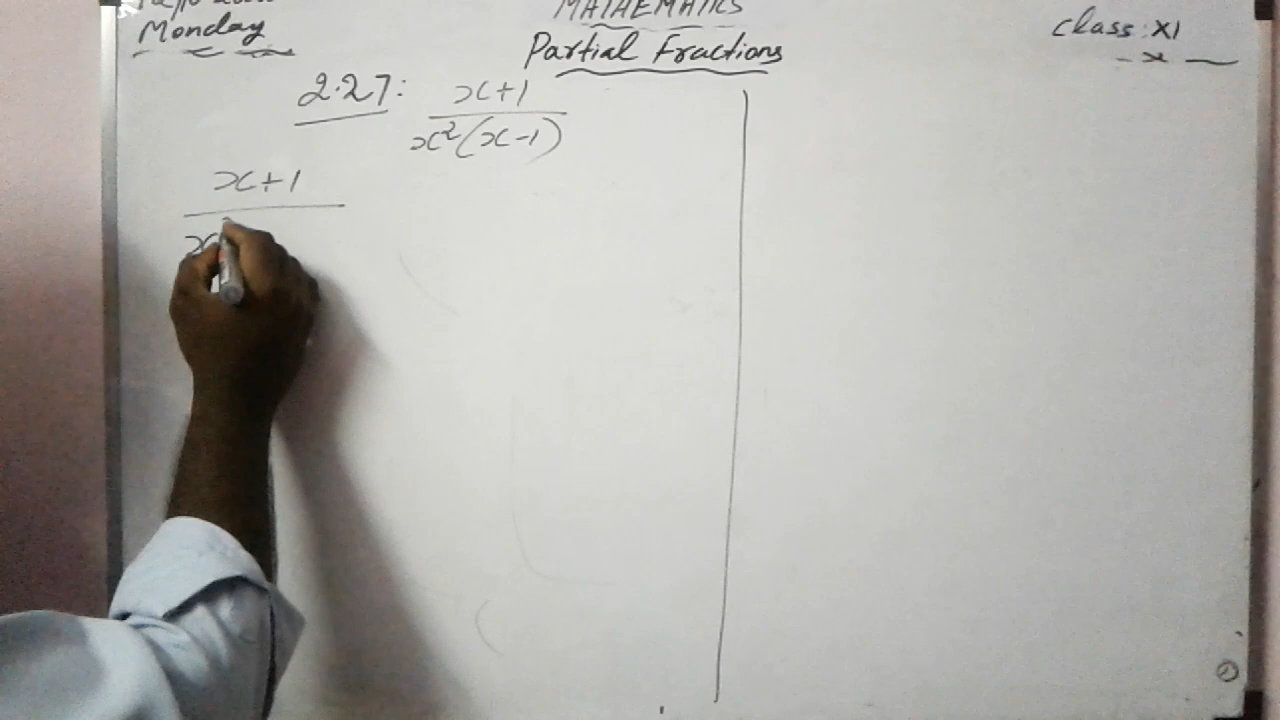 Monday
MATHEMATICS
Partial Fractions
Class: XI
2.27: x+1
x²(x-1)
x+1
x